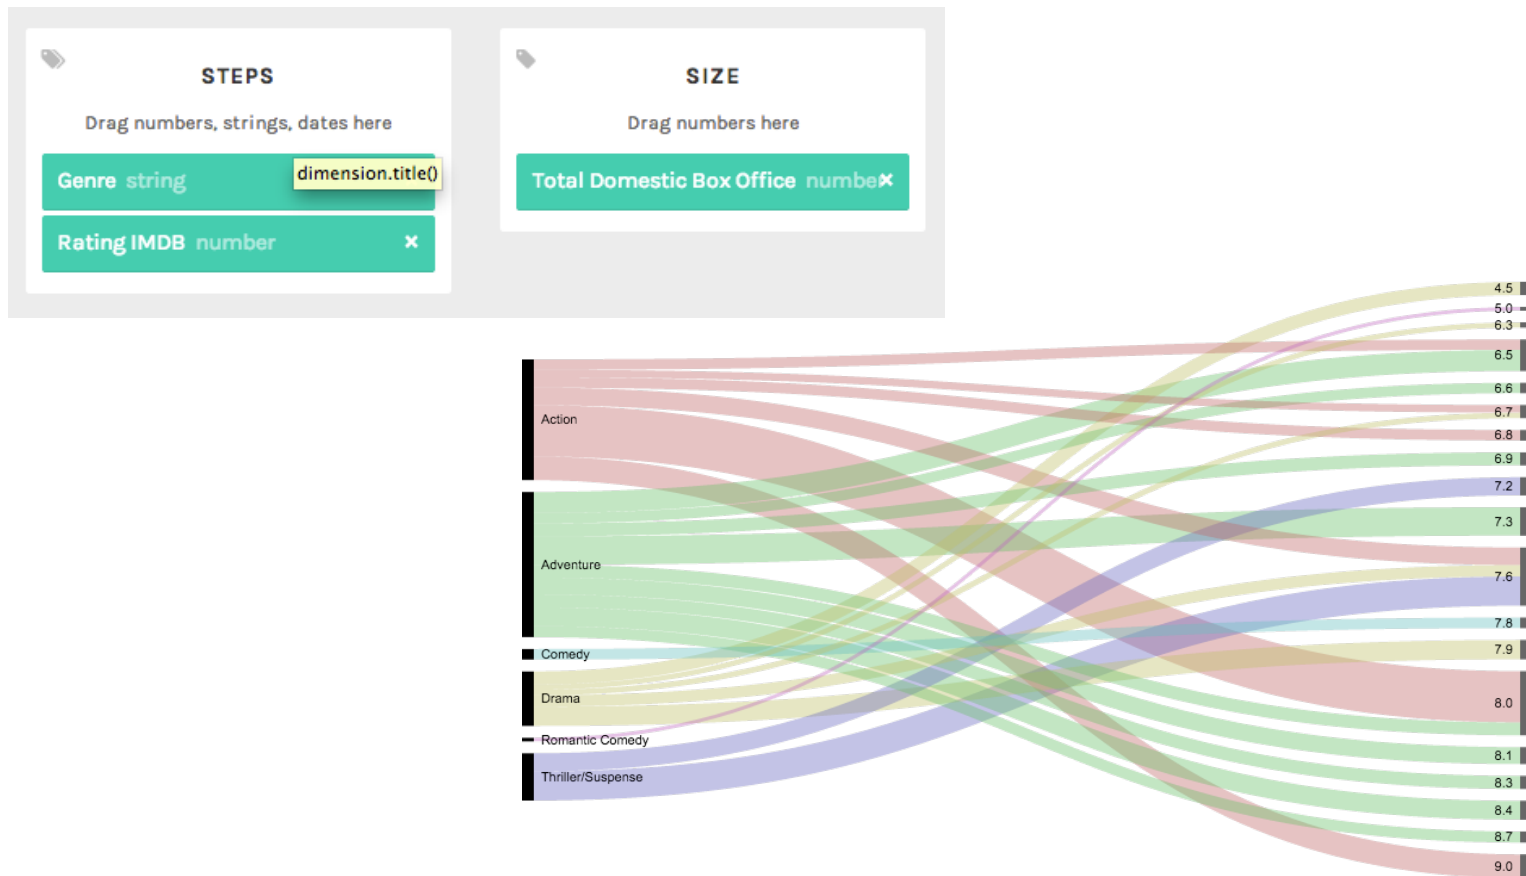 STEPS
Drag numbers, strings, dates here
Genre string
dimension.title()
Rating IMDB number
SIZE
Drag numbers here
Total Domestic Box Office number
Action
Adventure
Comedy
Drama
Romantic Comedy
Thriller/Suspense
4.5
5.0
6.3
6.5
6.6
6.7
6.8
6.9
7.2
7.3
7.6
7.8
7.9
8.0
8.1
8.3
8.4
8.7
9.0